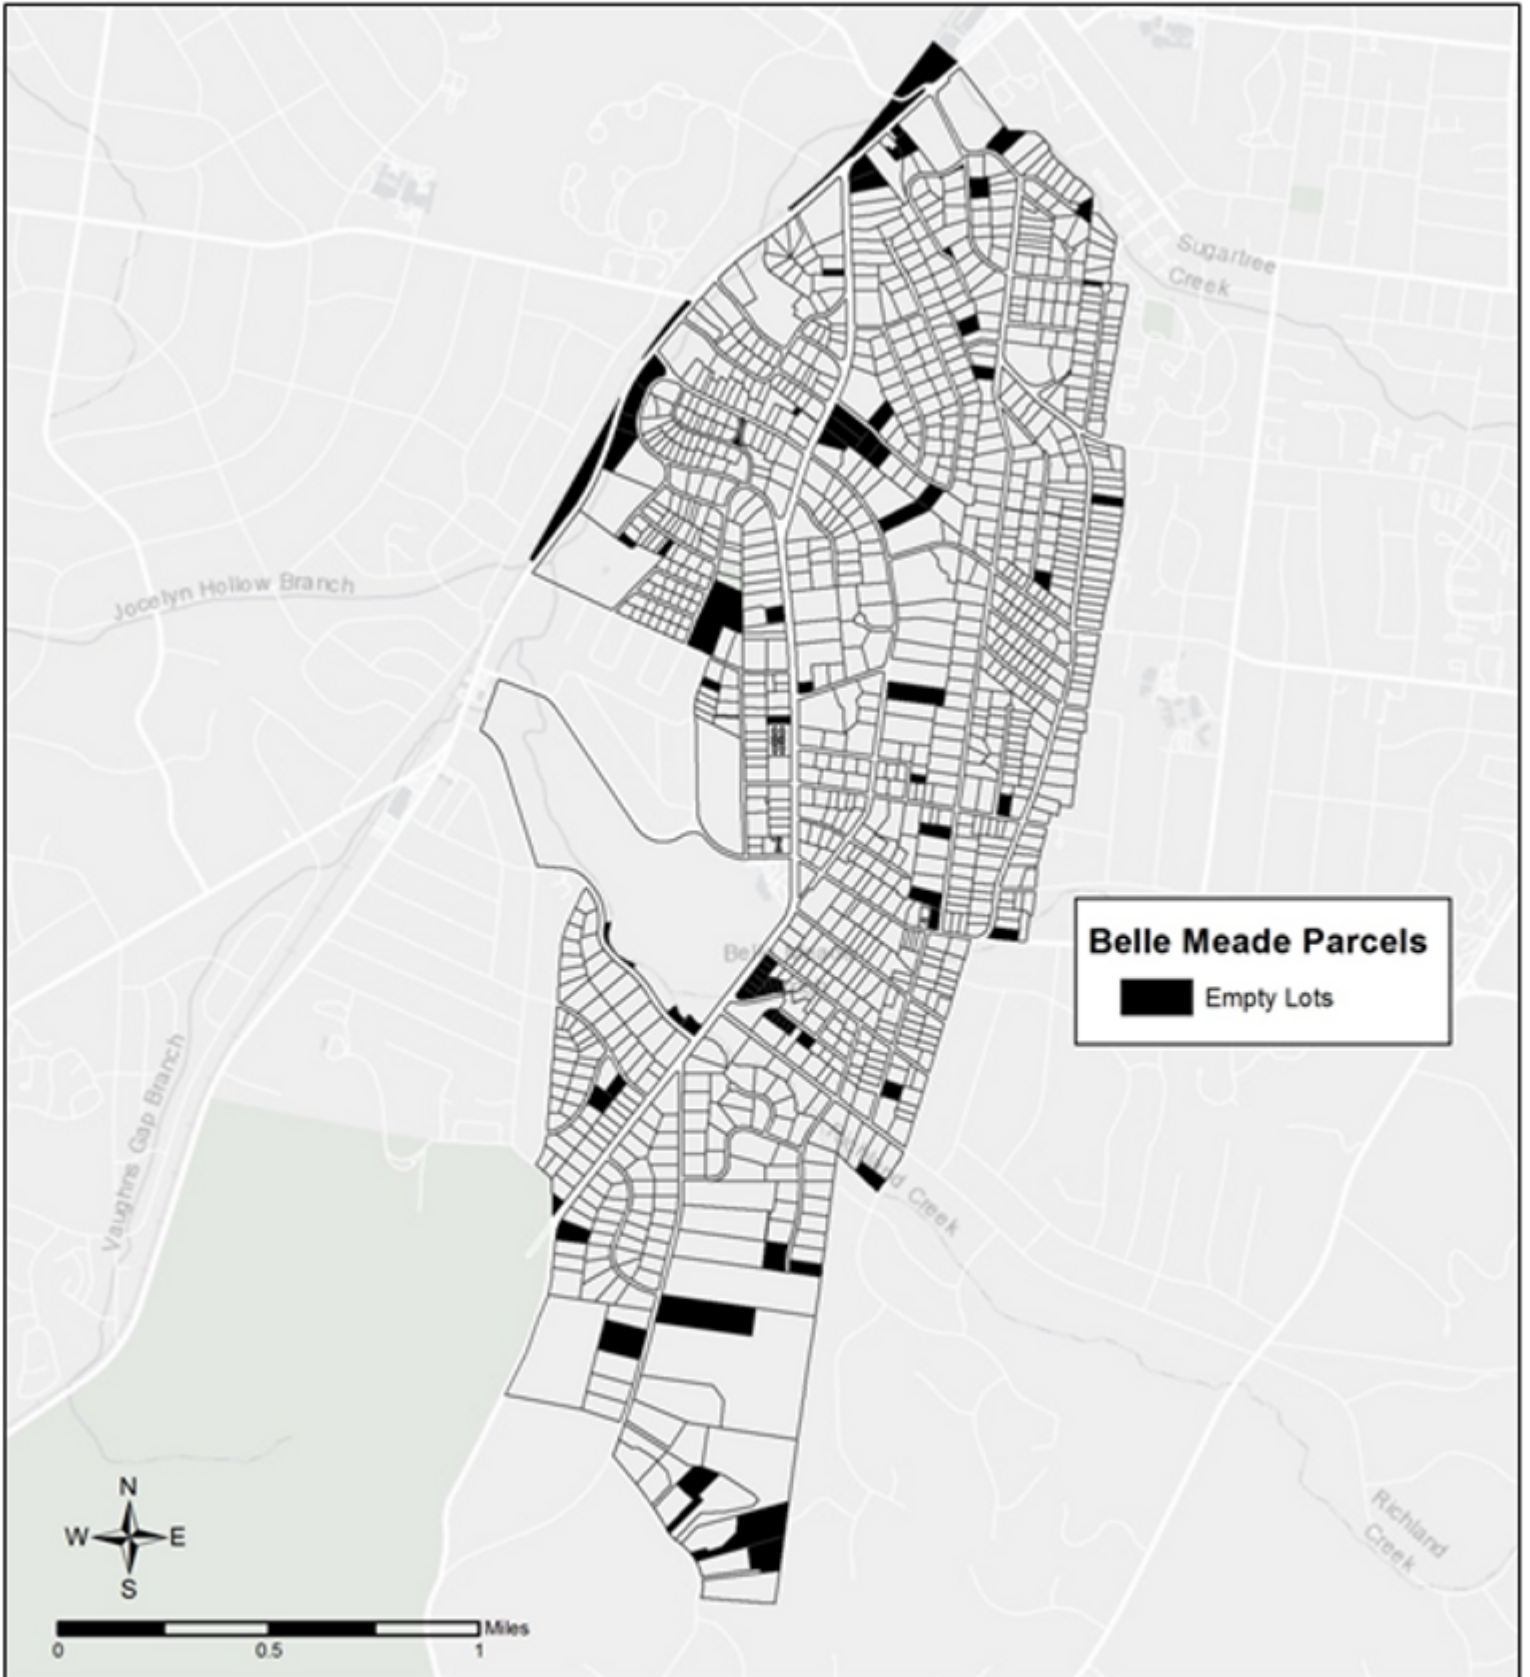 Sugartree
Creek
Jocelyn Hollow Branch
Belle Meade Parcels
Empty Lots
Vaughns Gap Branch
Creek
Richland
Creek
N
W
E
S
Miles
0
0.5
1